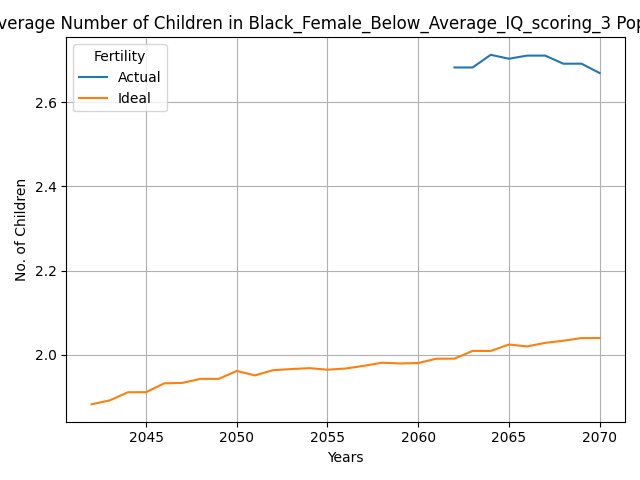 verage Number of Children in Black_Female_Below_Average_IQ_scoring_3 Pop
Fertility
Actual
Ideal
2.6
2.4
2.2
2.0
No. of Children
2045 2050 2055 2060 2065 2070
Years